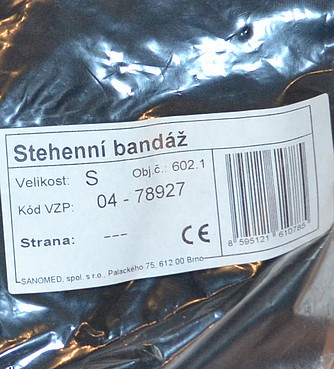 Stehenní bandáž
Velikost: S Obj.č.: 602.1
Kód VZP: 04 - 78927
Strana: --- CE
8 595121 610785
SANOMED, spol. s r.o., Palackého 75, 612 00 Brno